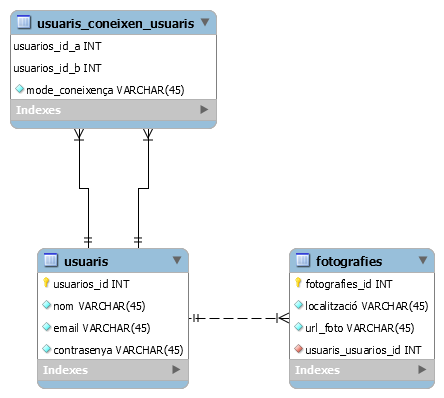 usuaris_coneixen_usuaris
usuarios_id_a INT
usuarios_id_b INT
mode_coneixença VARCHAR(45)
Indexes
usuaris
usuarios_id INT
nom VARCHAR(45)
email VARCHAR(45)
contrasenya VARCHAR(45)
Indexes
fotografies
fotografies_id INT
localització VARCHAR(45)
url_foto VARCHAR(45)
usuaris_usuarios_id INT
Indexes